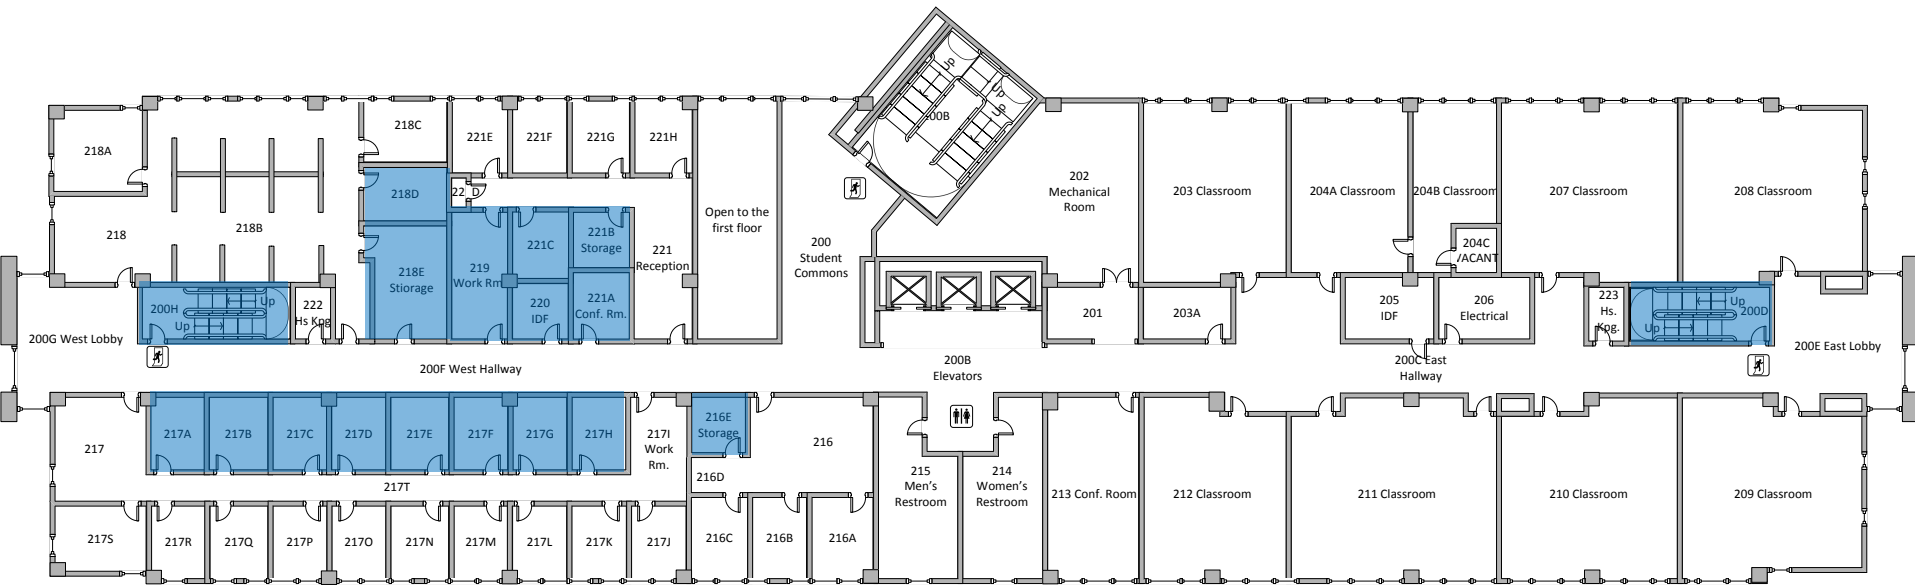 Up
Up
Up
200B
218C
221E
221F
221G
221H
218A
22
D
218D
202
Mechanical
Room
203 Classroom
204A Classroom
204B Classroom
207 Classroom
208 Classroom
Open to the
first floor
218
218B
221C
221B
Storage
221
Reception
200
Student
Commons
204C
VACANT
218E
Storage
219
Work Rm
220
IDF
221A
Conf. Rm.
200H
Up
Up
222
Hs Kpg
201
203A
205
IDF
206
Electrical
223
Hs.
Kpg.
Up
Up
200D
200G West Lobby
200F West Hallway
200B
Elevators
200C East
Hallway
200E East Lobby
217
217A
217B
217C
217D
217E
217F
217G
217H
217I
Work
Rm.
216E
Storage
216
216D
217T
215
Men's
Restroom
214
Women's
Restroom
213 Conf. Room
212 Classroom
211 Classroom
210 Classroom
209 Classroom
217S
217R
217Q
217P
217O
217N
217M
217L
217K
217J
216C
216B
216A